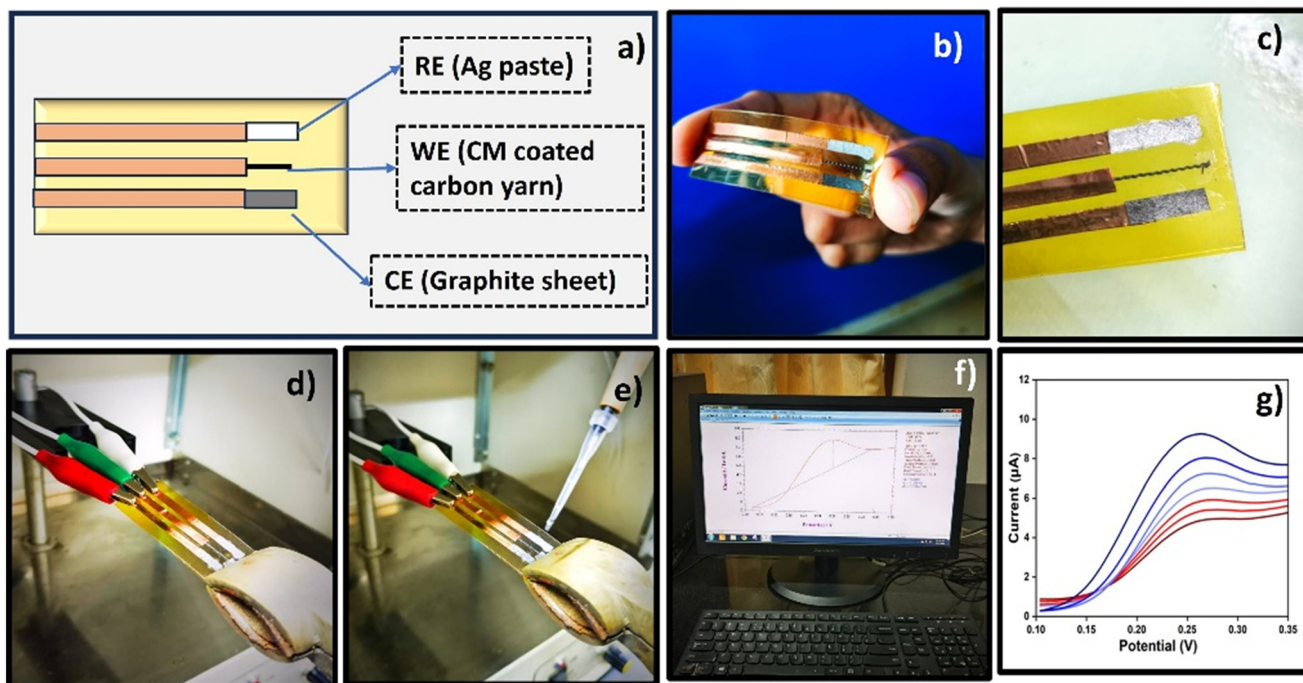 a)
RE (Ag paste)
WE (CM coated
carbon yarn)
CE (Graphite sheet)
b)
c)
d)
e)
f)
g)
Current (µA)
12
10
8
6
4
2
0
0.10
0.15
0.20
0.25
0.30
0.35
Potential (V)